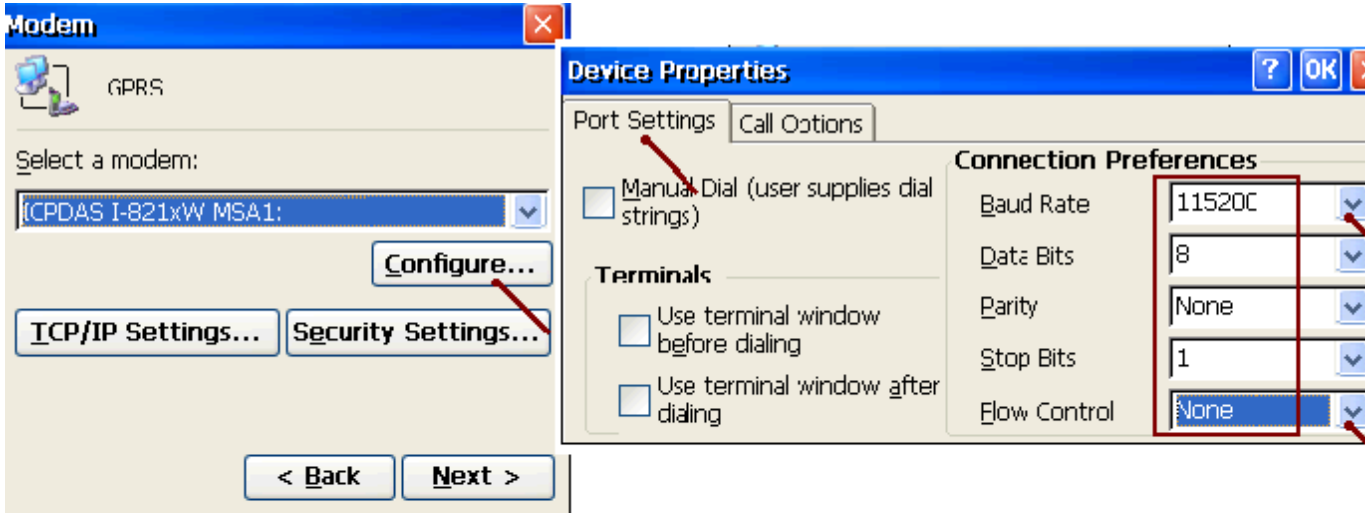 Modem
GPRS
Select a modem:
ICPDAS I-821xW MSA1:
Configure...
TCP/IP Settings...
Security Settings...
< Back
Next >
Device Properties
?
OK
Port Settings
Call Options
Manual Dial (user supplies dial
strings)
Terminals
Use terminal window
before dialing
Use terminal window after
dialing
Connection Preferences
Baud Rate
115200
Data Bits
8
Parity
None
Stop Bits
1
Flow Control
None